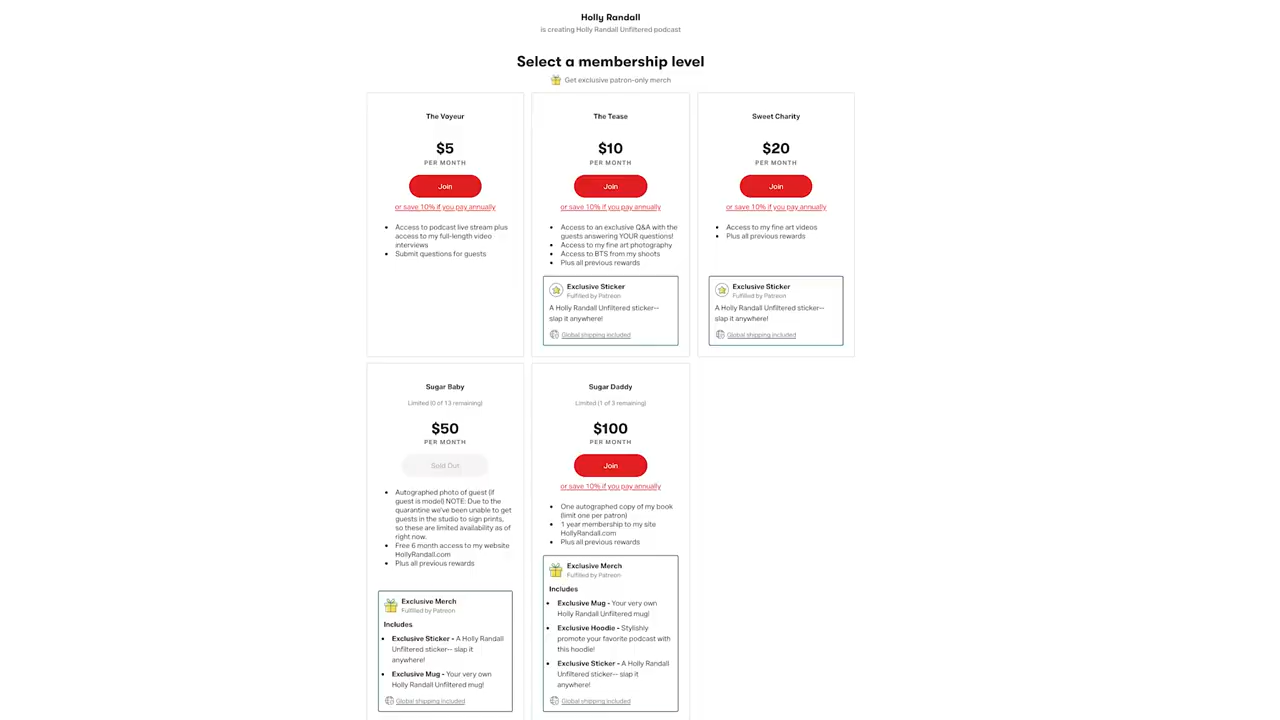 Holly Randall
is creating Holly Randall Unfiltered podcast
Select a membership level
Get exclusive patron-only merch
The Voyeur
$5
PER MONTH
Join
or save 10% if you pay annually
Access to podcast live stream plus
access to my full-length video
interviews
Submit questions for guests
The Tease
$10
PER MONTH
Join
or save 10% if you pay annually
Access to an exclusive Q&A with the
guests answering YOUR questions!
Access to my fine art photography
Access to BTS from my shoots
Plus all previous rewards
Exclusive Sticker
Fulfilled by Patreon
A Holly Randall Unfiltered sticker--
slap it anywhere!
Global shipping included
Sweet Charity
$20
PER MONTH
Join
or save 10% if you pay annually
Access to my fine art videos
Plus all previous rewards
Exclusive Sticker
Fulfilled by Patreon
A Holly Randall Unfiltered sticker--
slap it anywhere!
Global shipping included
Sugar Baby
Limited (0 of 13 remaining)
$50
PER MONTH
Sold Out
Autographed photo of guest (if
guest is model) NOTE: Due to the
quarantine we've been unable to get
guests in the studio to sign prints,
so these are limited availability as of
right now.
Free 6 month access to my website
HollyRandall.com
Plus all previous rewards
Exclusive Merch
Fulfilled by Patreon
Includes
Exclusive Sticker - A Holly Randall
Unfiltered sticker-- slap it
anywhere!
Exclusive Mug - Your very own
Holly Randall Unfiltered mug!
Global shipping included
Sugar Daddy
Limited (1 of 3 remaining)
$100
PER MONTH
Join
or save 10% if you pay annually
One autographed copy of my book
(limit one per patron)
1 year membership to my site
HollyRandall.com
Plus all previous rewards
Exclusive Merch
Fulfilled by Patreon
Includes
Exclusive Mug - Your very own
Holly Randall Unfiltered mug!
Exclusive Hoodie - Stylishly
promote your favorite podcast with
this hoodie!
Exclusive Sticker - A Holly Randall
Unfiltered sticker-- slap it
anywhere!
Global shipping included